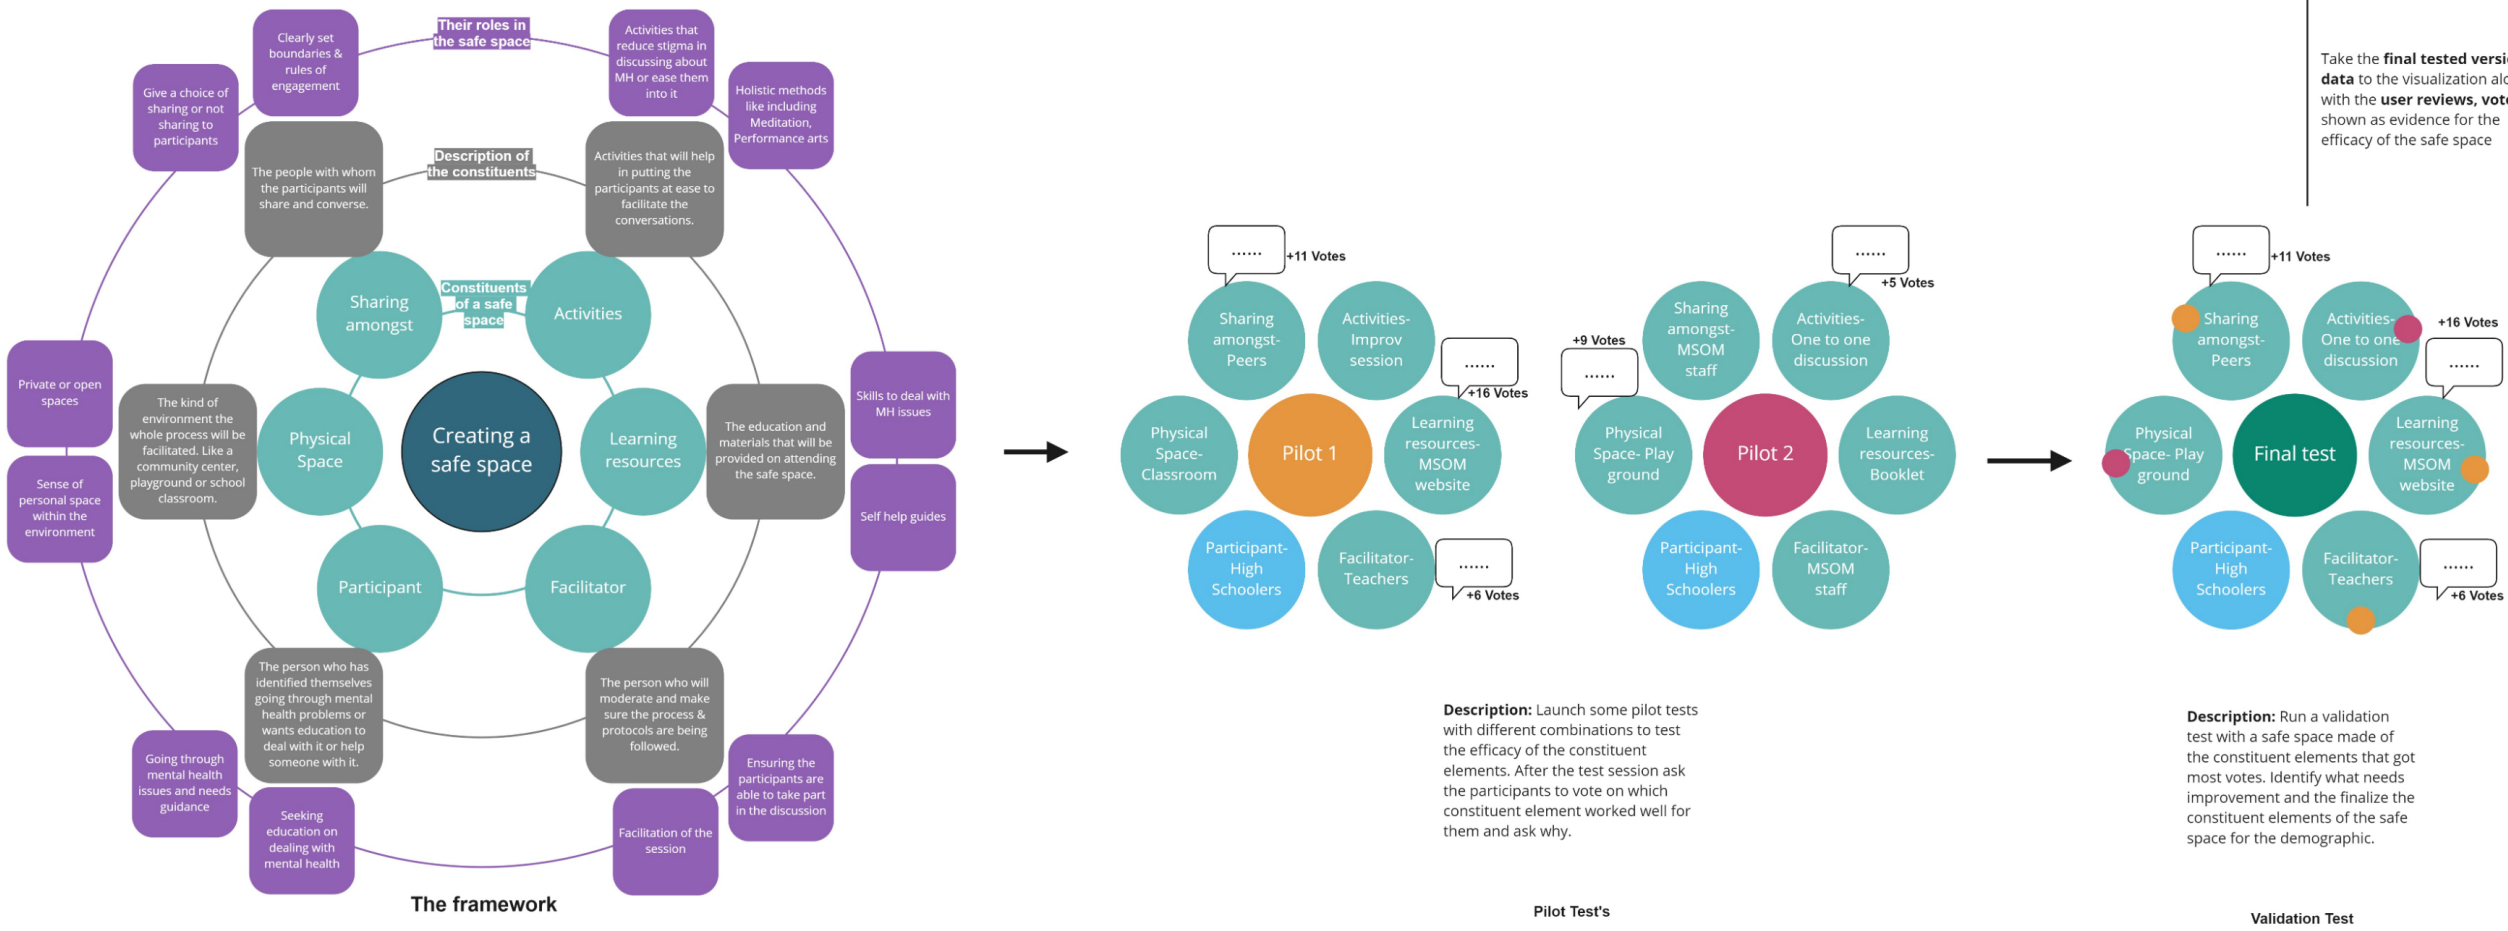 Their roles in
the safe space
Clearly set
boundaries &
rules of
engagement
Activities that
reduce stigma in
discussing about
MH or ease them
into it
Give a choice of
sharing or not
sharing to
participants
Holistic methods
like including
Meditation,
Performance arts
Description of
the constituents
The people with whom
the participants will
share and converse.
Activities that will help
in putting the
participants at ease to
facilitate the
conversations.
Constituents
of a safe
space
Sharing
amongst
Activities
Private or open
spaces
Sense of
personal space
within the
environment
The kind of
environment the
whole process will be
facilitated. Like a
community center,
playground or school
classroom.
Physical
Space
Creating a
safe space
Learning
resources
The education and
materials that will be
provided on attending
the safe space.
Skills to deal with
MH issues
Self help guides
Participant
Facilitator
The person who has
identified themselves
going through mental
health problems or
wants education to
deal with it or help
someone with it.
The person who will
moderate and make
sure the process &
protocols are being
followed.
Going through
mental health
issues and needs
guidance
Seeking
education on
dealing with
mental health
Facilitation of the
session
Ensuring the
participants are
able to take part
in the discussion
The framework
......
+11 Votes
Sharing
amongst-
Peers
Activities-
Improv
session
......
+16 Votes
Physical
Space-
Classroom
Pilot 1
Learning
resources-
MSOM
website
Participant-
High
Schoolers
Facilitator-
Teachers
......
+6 Votes
......
+5 Votes
Sharing
amongst-
MSOM
staff
Activities-
One to one
discussion
+9 Votes
......
Physical
Space- Play
ground
Pilot 2
Learning
resources-
Booklet
Participant-
High
Schoolers
Facilitator-
MSOM
staff
Description: Launch some pilot tests
with different combinations to test
the efficacy of the constituent
elements. After the test session ask
the participants to vote on which
constituent element worked well for
them and ask why.
Pilot Test's
Take the final tested versi
data to the visualization alo
with the user reviews, vote
shown as evidence for the
efficacy of the safe space
......
+11 Votes
Sharing
amongst-
Peers
Activities-
One to one
discussion
+16 Votes
......
Physical
Space- Play
ground
Final test
Learning
resources-
MSOM
website
Participant-
High
Schoolers
Facilitator-
Teachers
......
+6 Votes
Description: Run a validation
test with a safe space made of
the constituent elements that got
most votes. Identify what needs
improvement and the finalize the
constituent elements of the safe
space for the demographic.
Validation Test